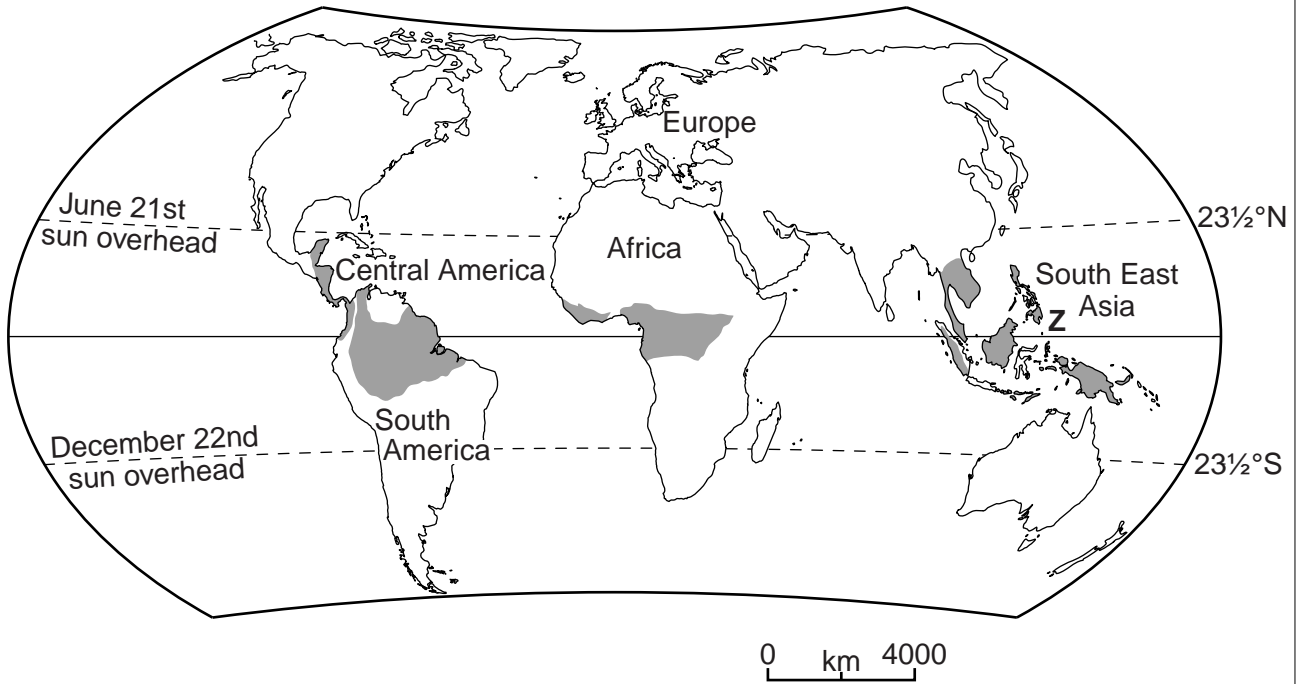 Europe
June 21st
sun overhead
23½°N
Africa
Central America
South East
Asia
Z
South
America
December 22nd
sun overhead
23½°S
0 km 4000